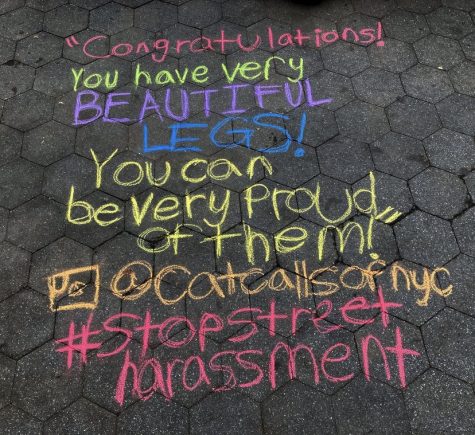 "Congratulations!
You have very
BEAUTIFUL
LEGS!
You can
be very proud
of them!"
@catcallsofnyc
#stopstreet
harassment